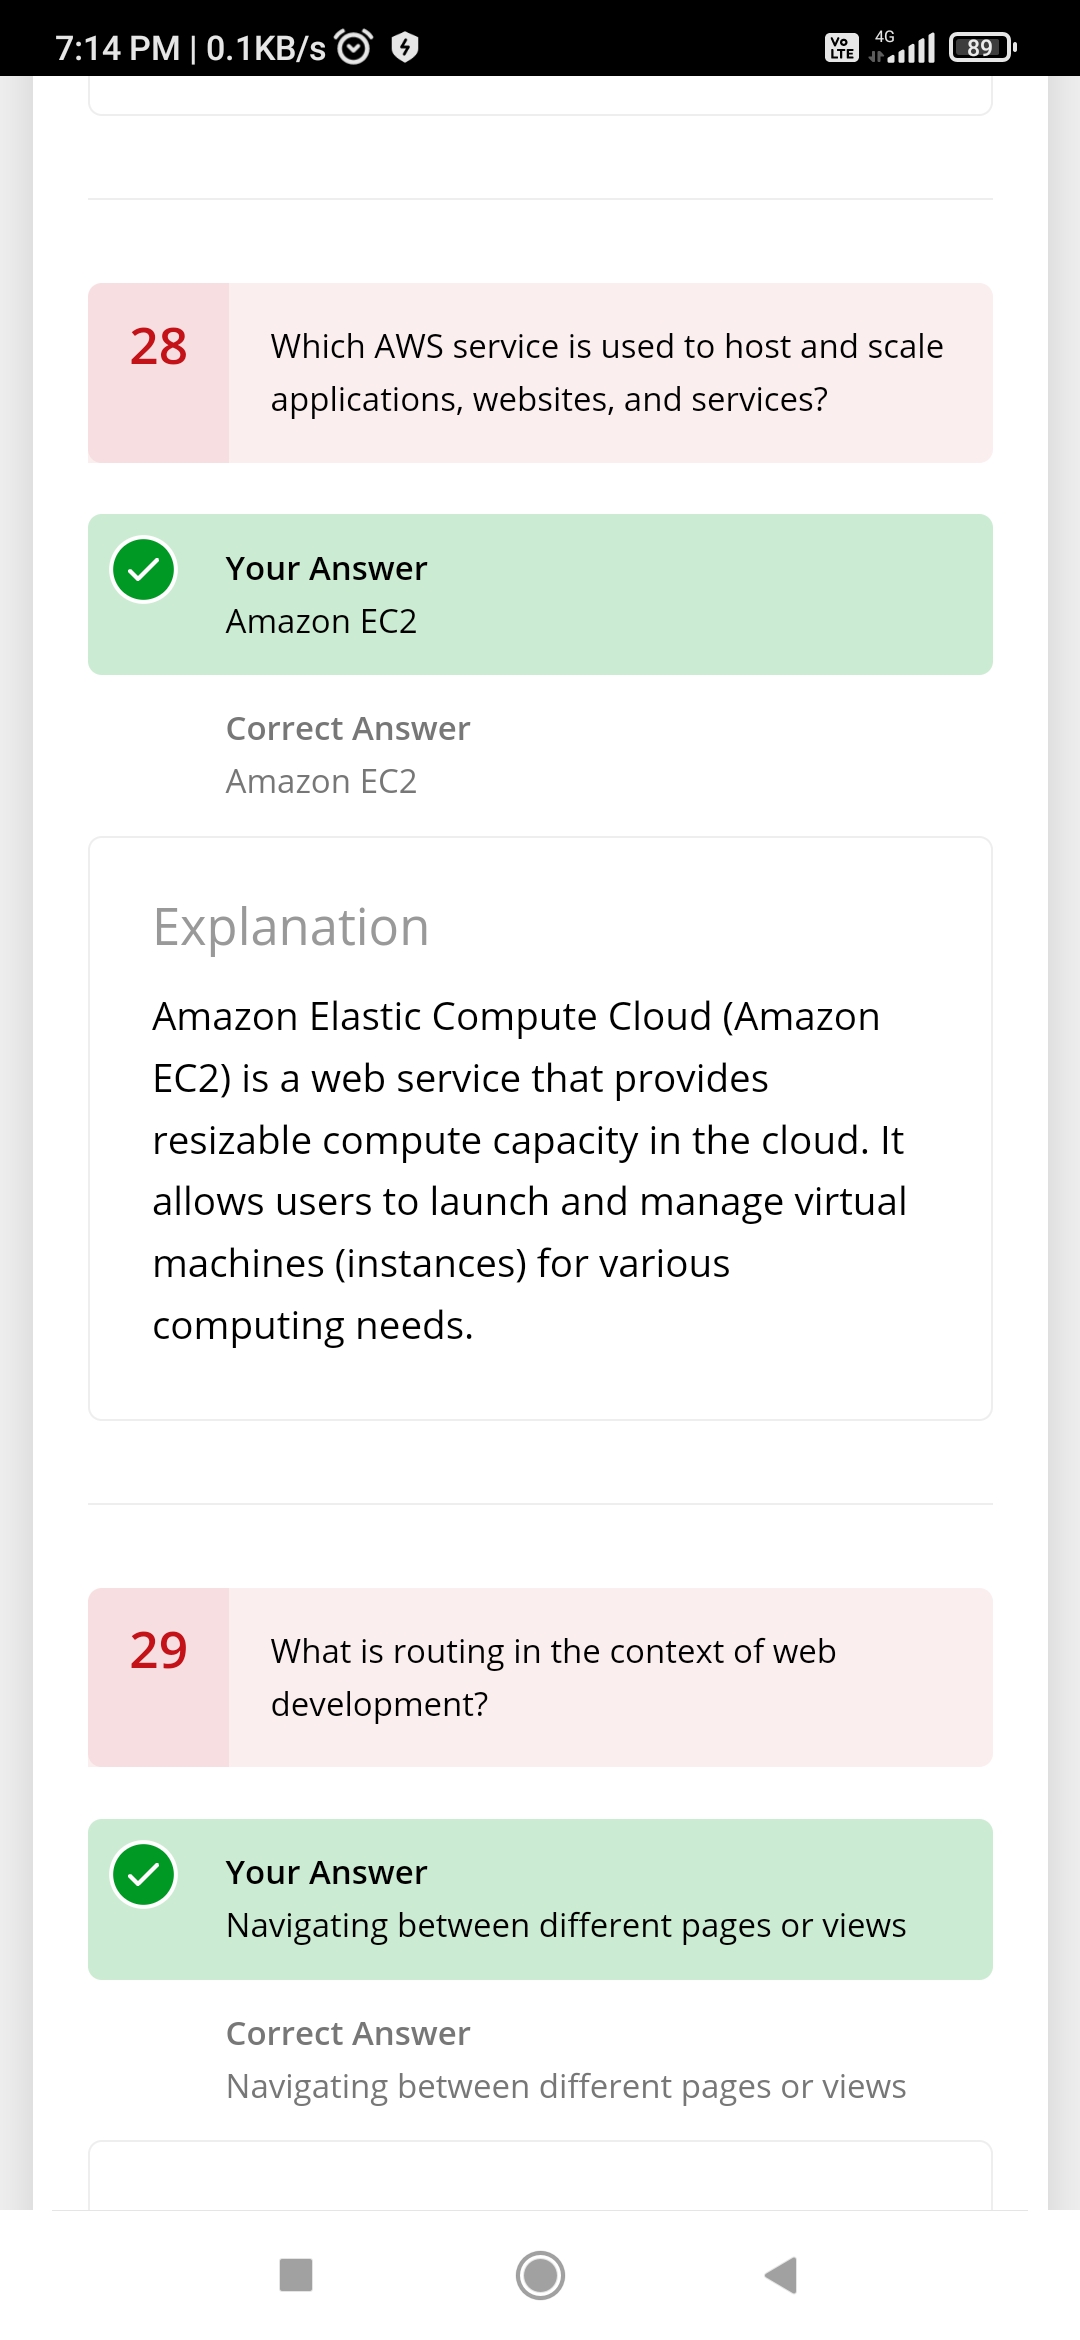 7:14 PM | 0.1KB/s
Vo LTE 4G 89
28
Which AWS service is used to host and scale
applications, websites, and services?
Your Answer
Amazon EC2
Correct Answer
Amazon EC2
Explanation
Amazon Elastic Compute Cloud (Amazon
EC2) is a web service that provides
resizable compute capacity in the cloud. It
allows users to launch and manage virtual
machines (instances) for various
computing needs.
29
What is routing in the context of web
development?
Your Answer
Navigating between different pages or views
Correct Answer
Navigating between different pages or views